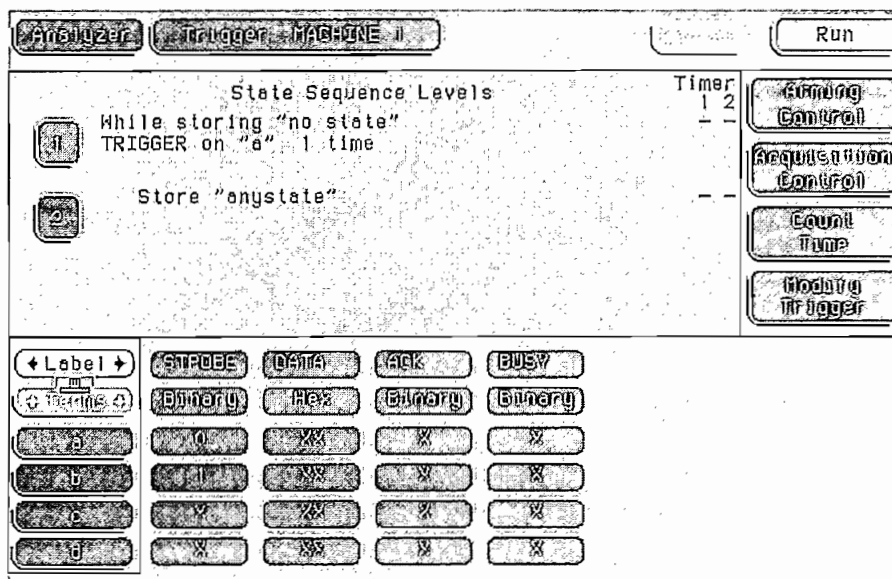 Analyzer Trigger MACHINE 1 Run
State Sequence Levels Timer
1 2
1 While storing "no state" - -
TRIGGER on "a" 1 time
2 Store "anystate" - -
Arming
Control
Acquisition
Control
Count
Time
Modify
Trigger
Label STROBE DATA ACK BUSY
Terms Binary Hex Binary Binary
a 0 XX X X
b 1 XX X X
c X XX X X
d X XX X X